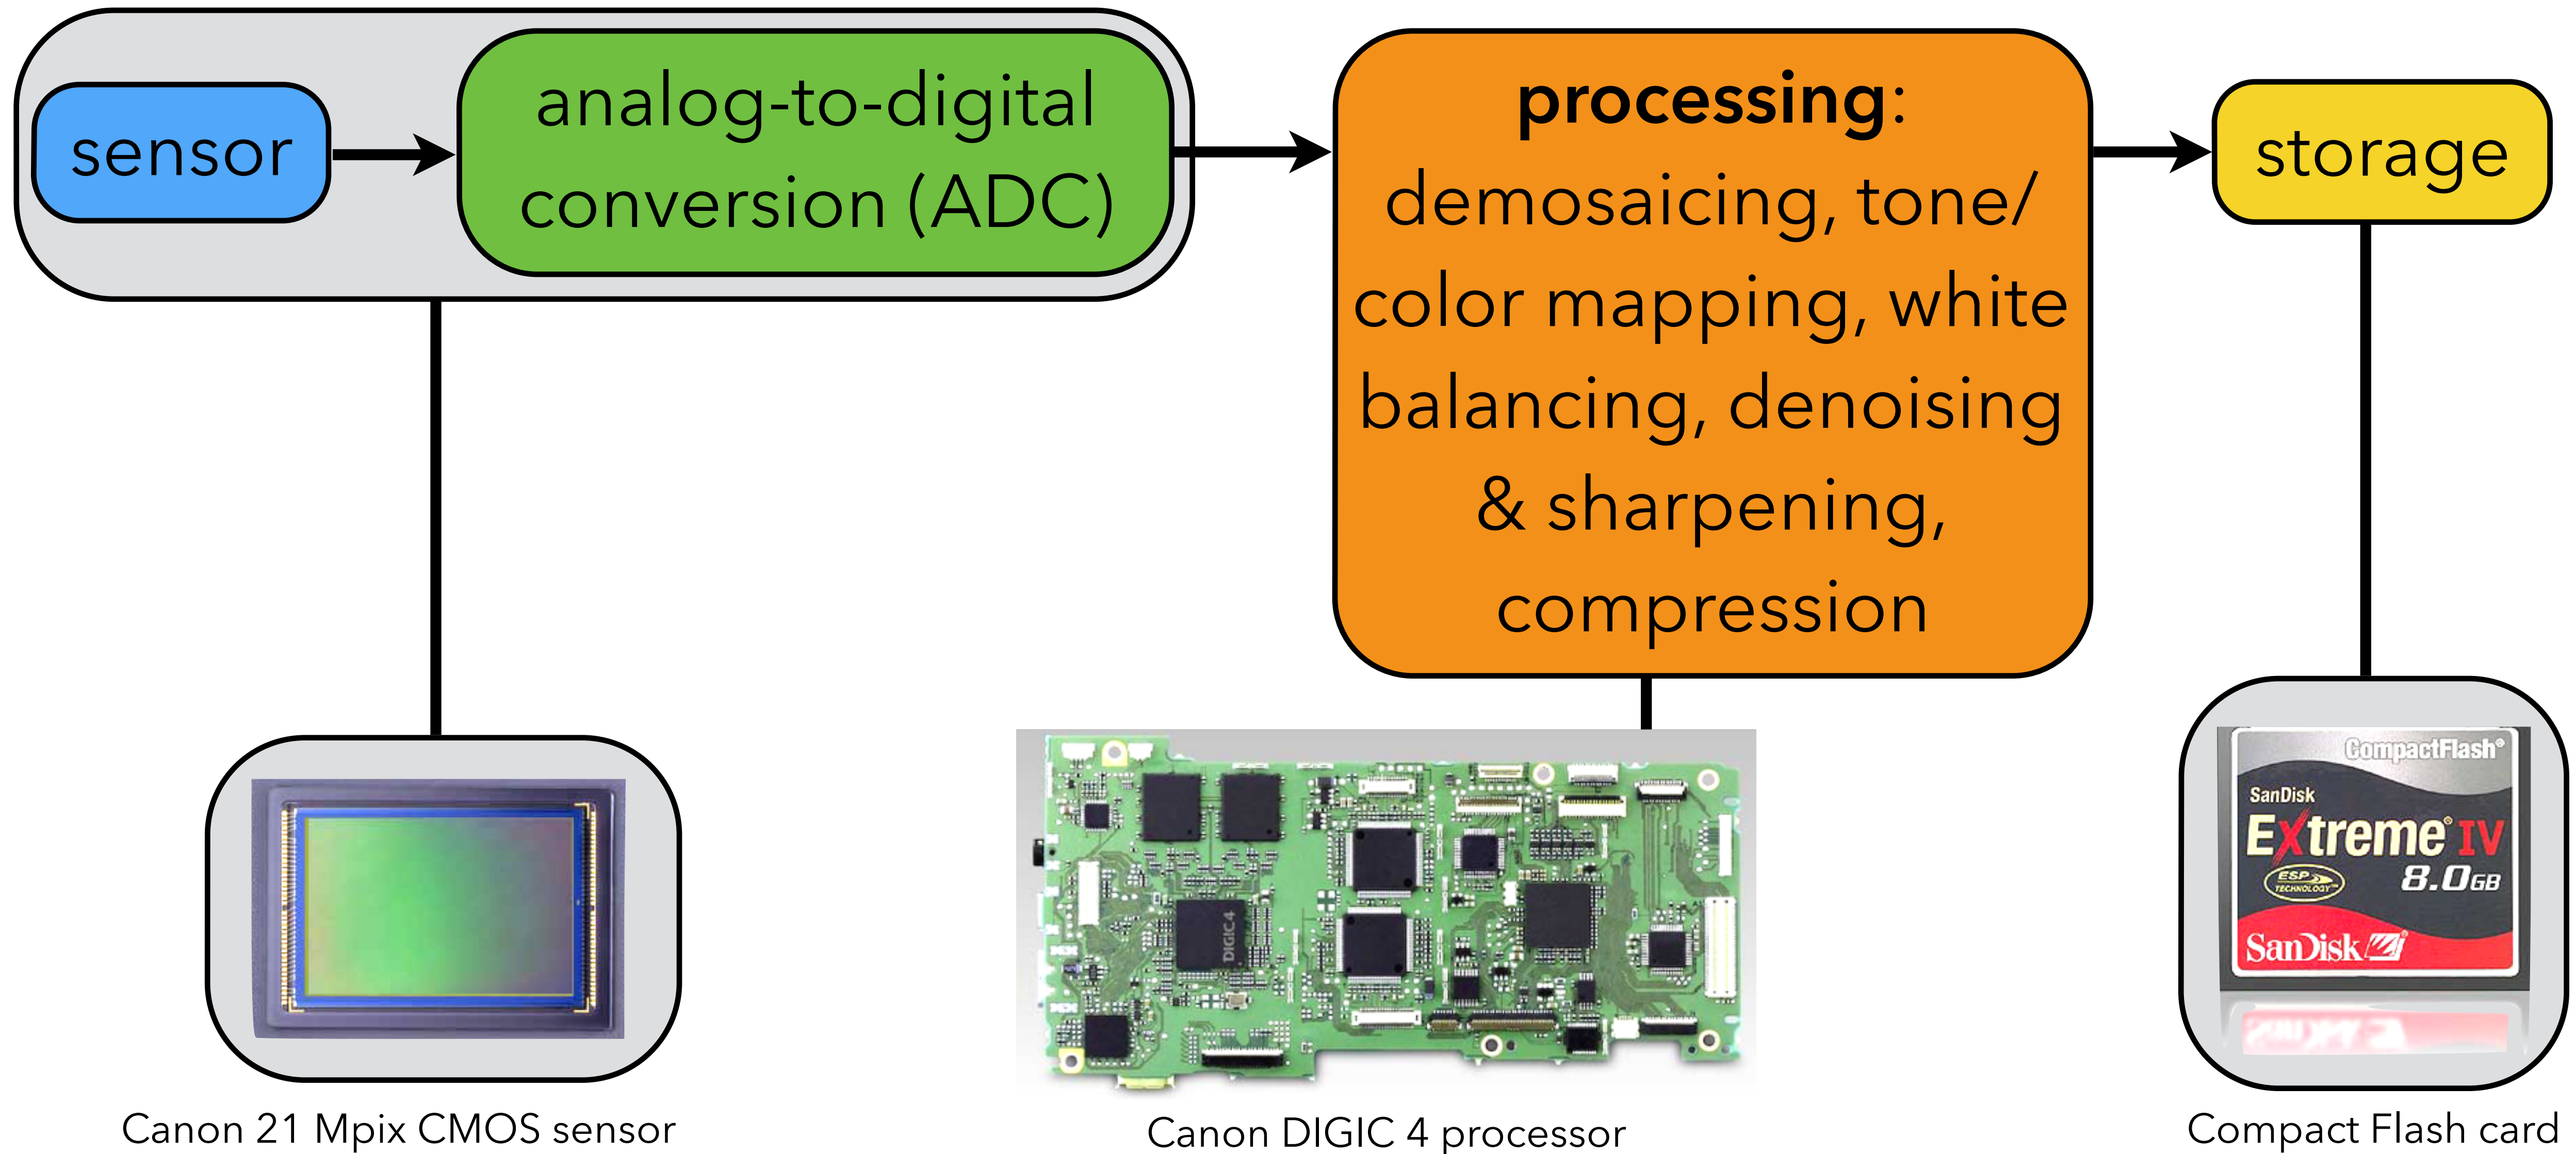 sensor
analog-to-digital
conversion (ADC)
processing:
demosaicing, tone/
color mapping, white
balancing, denoising
& sharpening,
compression
storage
Canon 21 Mpix CMOS sensor
DIGIC 4
Canon DIGIC 4 processor
CompactFlash®
SanDisk
Extreme® IV
ESP
TECHNOLOGY™
8.0GB
SanDisk
Compact Flash card